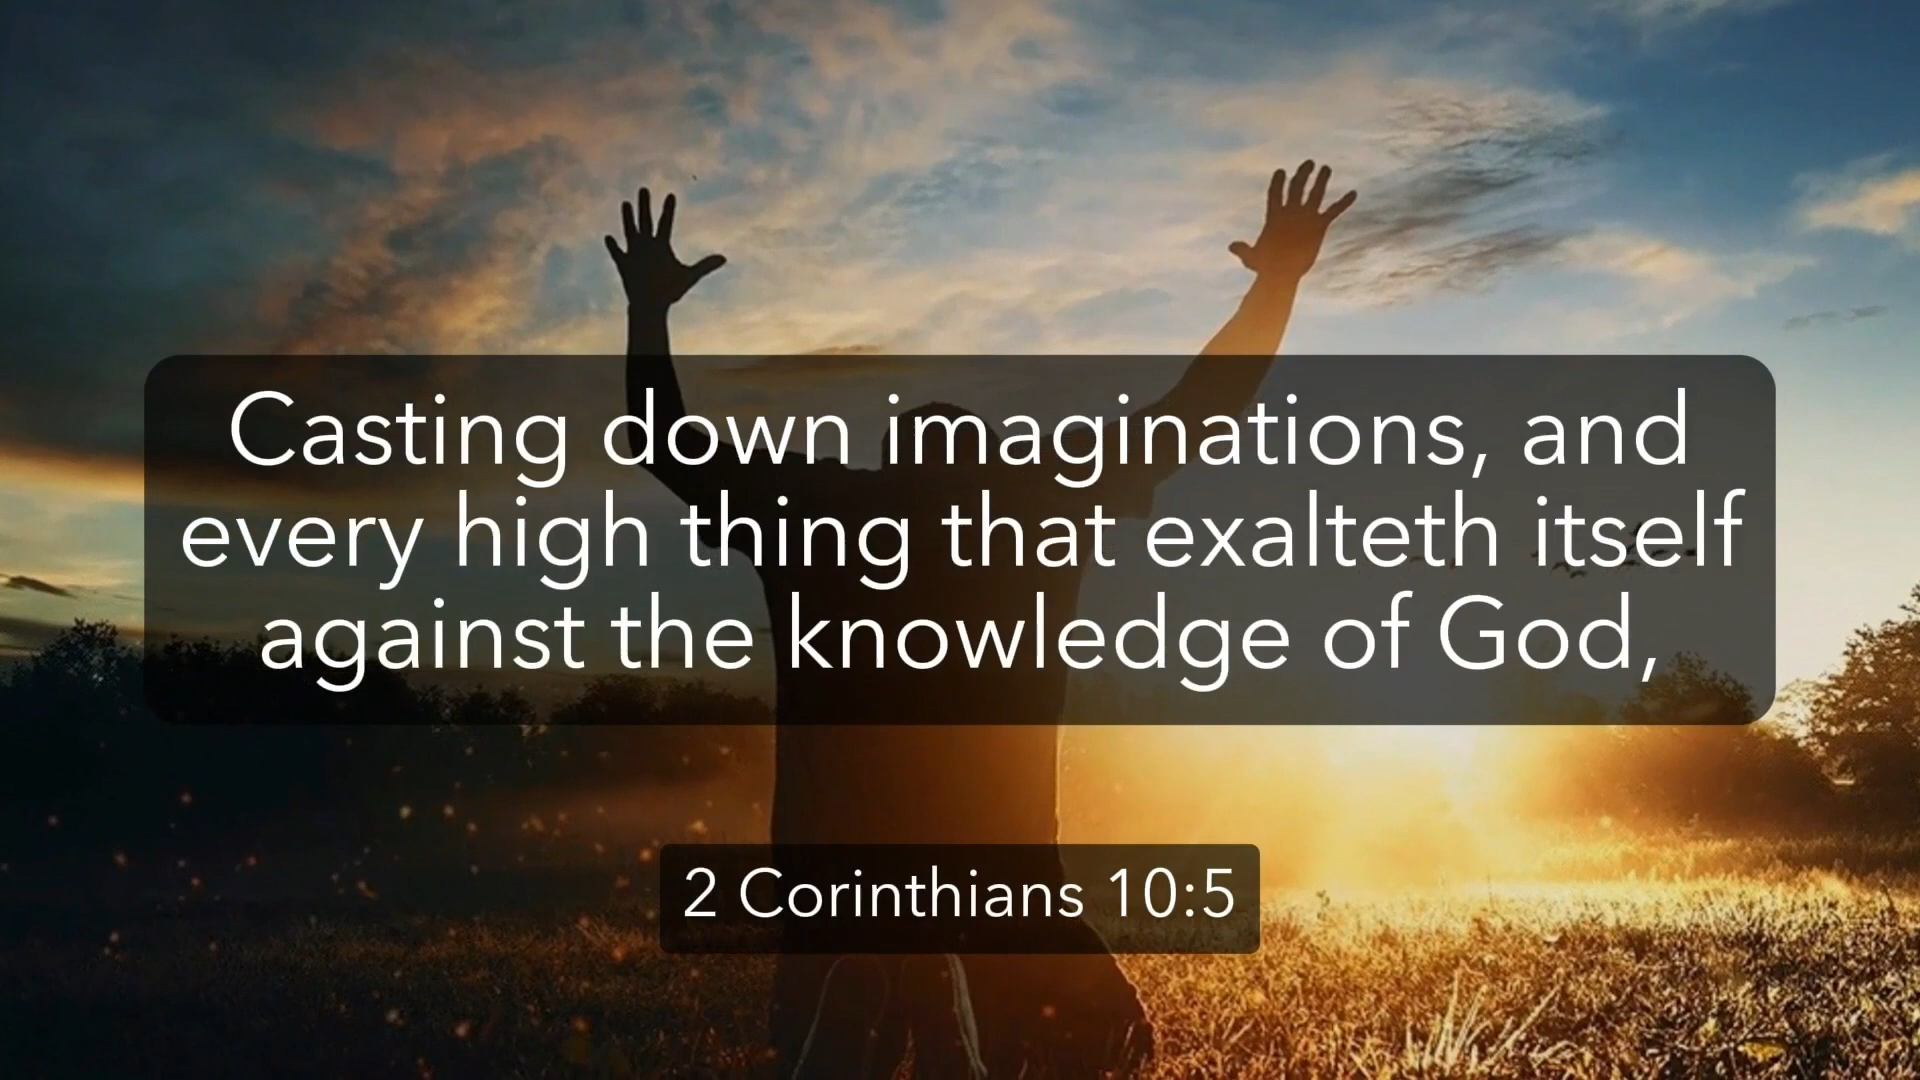 Casting down imaginations, and
every high thing that exalteth itself
against the knowledge of God,
2 Corinthians 10:5